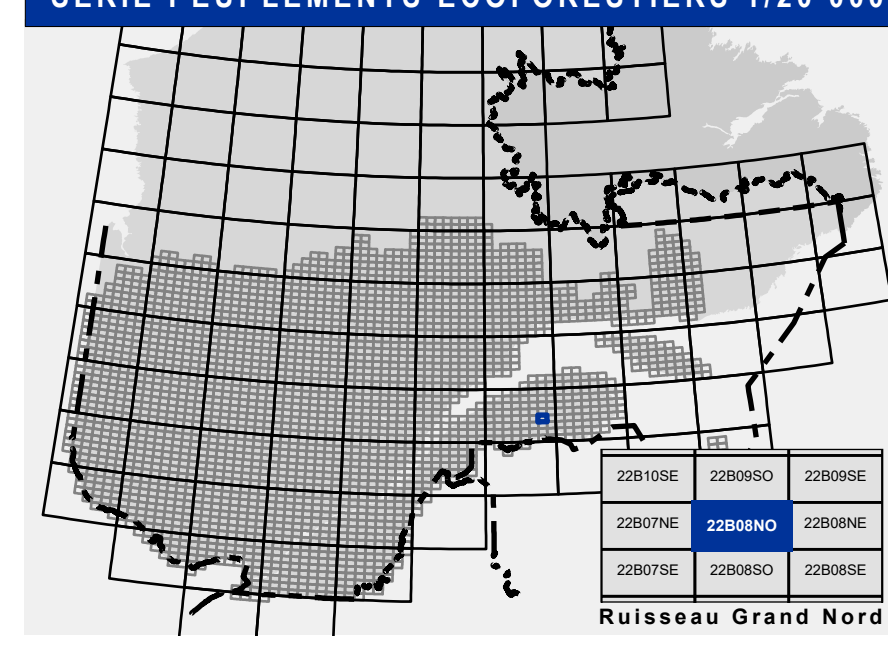 SÉRIE PEUPLEMENTS ÉCOFORESTIERS 1/20 000
22B10SE 22B09SO 22B09SE
22B07NE 22B08NO 22B08NE
22B07SE 22B08SO 22B08SE
Ruisseau Grand Nord